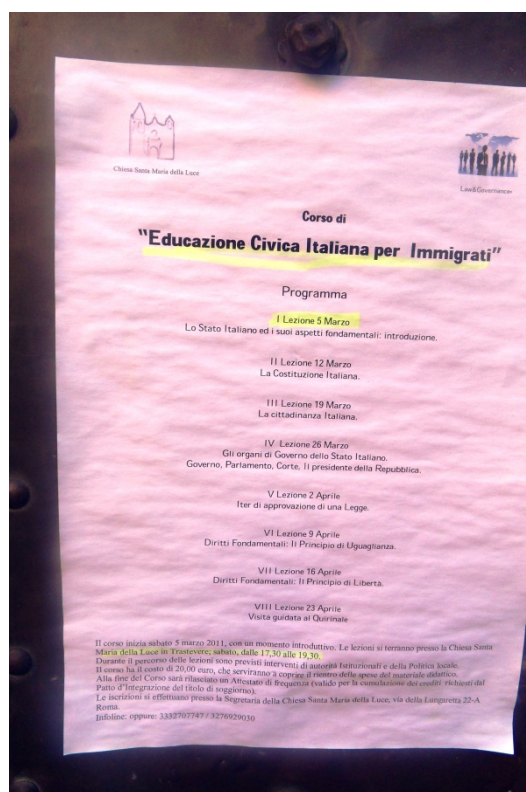 Chiesa Santa Maria della Luce
Law&Governance
Corso di
"Educazione Civica Italiana per Immigrati"
Programma
I Lezione 5 Marzo
Lo Stato Italiano ed i suoi aspetti fondamentali: introduzione.
II Lezione 12 Marzo
La Costituzione Italiana.
III Lezione 19 Marzo
La cittadinanza Italiana.
IV Lezione 26 Marzo
Gli organi di Governo dello Stato Italiano.
Governo, Parlamento, Corte, Il presidente della Repubblica.
V Lezione 2 Aprile
Iter di approvazione di una Legge.
VI Lezione 9 Aprile
Diritti Fondamentali: Il Principio di Uguaglianza.
VII Lezione 16 Aprile
Diritti Fondamentali: Il Principio di Libertà.
VIII Lezione 23 Aprile
Visita guidata al Quirinale
Il corso inizia sabato 5 marzo 2011, con un momento introduttivo. Le lezioni si terranno presso la Chiesa Santa
Maria della Luce in Trastevere; sabato, dalle 17,30 alle 19,30.
Durante il percorso delle lezioni sono previsti interventi di autorità Istituzionali e della Politica locale.
Il corso ha il costo di 20,00 euro, che serviranno a coprire il rientro delle spese del materiale didattico.
Alla fine del Corso sarà rilasciato un Attestato di frequenza (valido per la cumulazione dei crediti richiesti dal
Patto d'Integrazione del titolo di soggiorno).
Le iscrizioni si effettuano presso la Segretaria della Chiesa Santa Maria della Luce, via della Lungaretta 22-A
Roma.
Infoline: oppure: 3332707747 / 3276929030